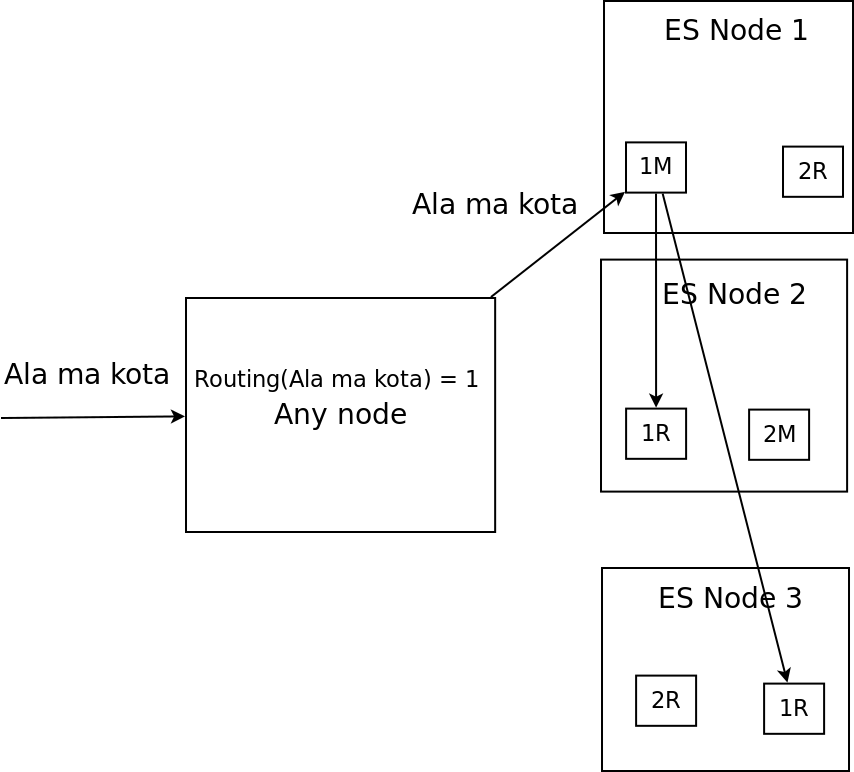 Ala ma kota
Routing(Ala ma kota) = 1
Any node
Ala ma kota
ES Node 1
1M
2R
ES Node 2
1R
2M
ES Node 3
2R
1R